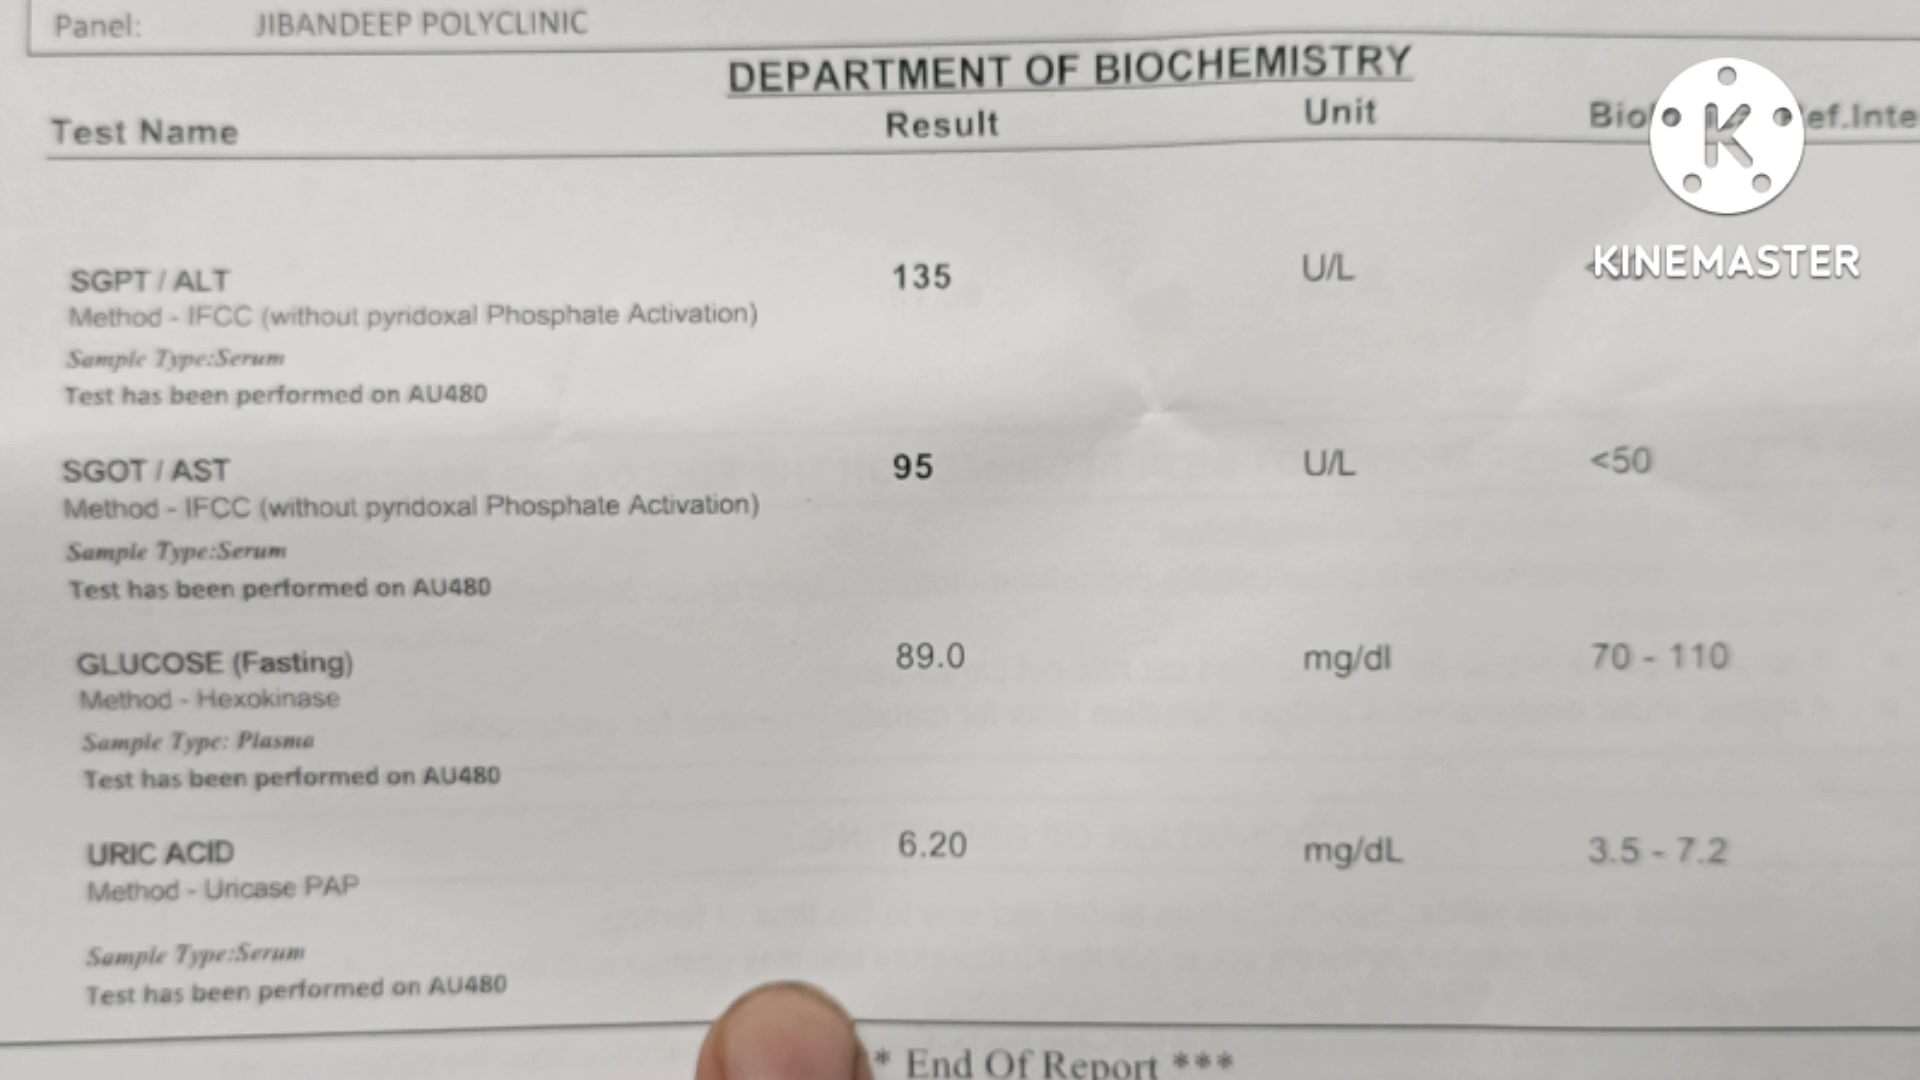 Panel: JIBANDEEP POLYCLINIC
DEPARTMENT OF BIOCHEMISTRY
Test Name Result Unit Bio ef.Inte
KINEMASTER
SGPT / ALT 135 U/L
Method - IFCC (without pyridoxal Phosphate Activation)
Sample Type:Serum
Test has been performed on AU480
SGOT / AST 95 U/L <50
Method - IFCC (without pyridoxal Phosphate Activation)
Sample Type:Serum
Test has been performed on AU480
GLUCOSE (Fasting) 89.0 mg/dl 70 - 110
Method - Hexokinase
Sample Type: Plasma
Test has been performed on AU480
URIC ACID 6.20 mg/dL 3.5 - 7.2
Method - Uricase PAP
Sample Type:Serum
Test has been performed on AU480
* End Of Report ***